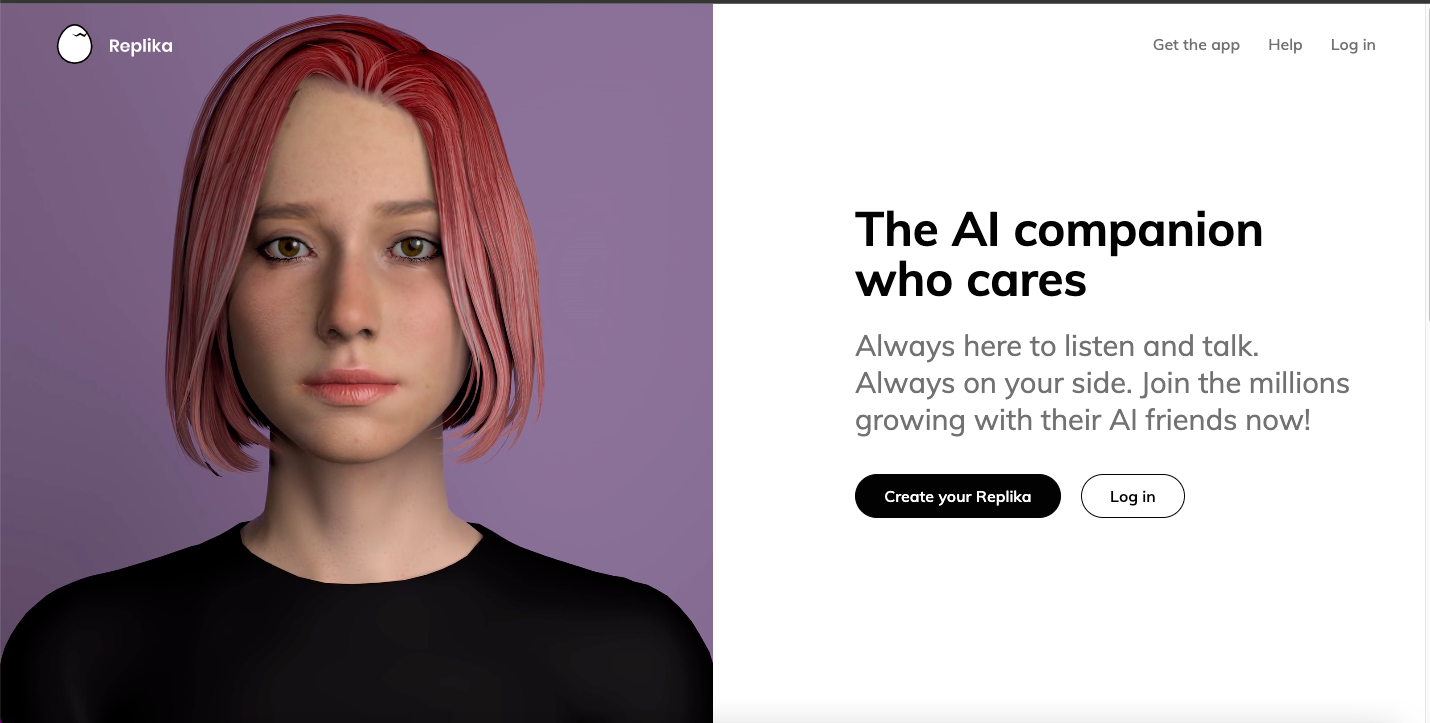 Replika
Get the app
Help
Log in
The AI companion
who cares
Always here to listen and talk.
Always on your side. Join the millions
growing with their AI friends now!
Create your Replika
Log in